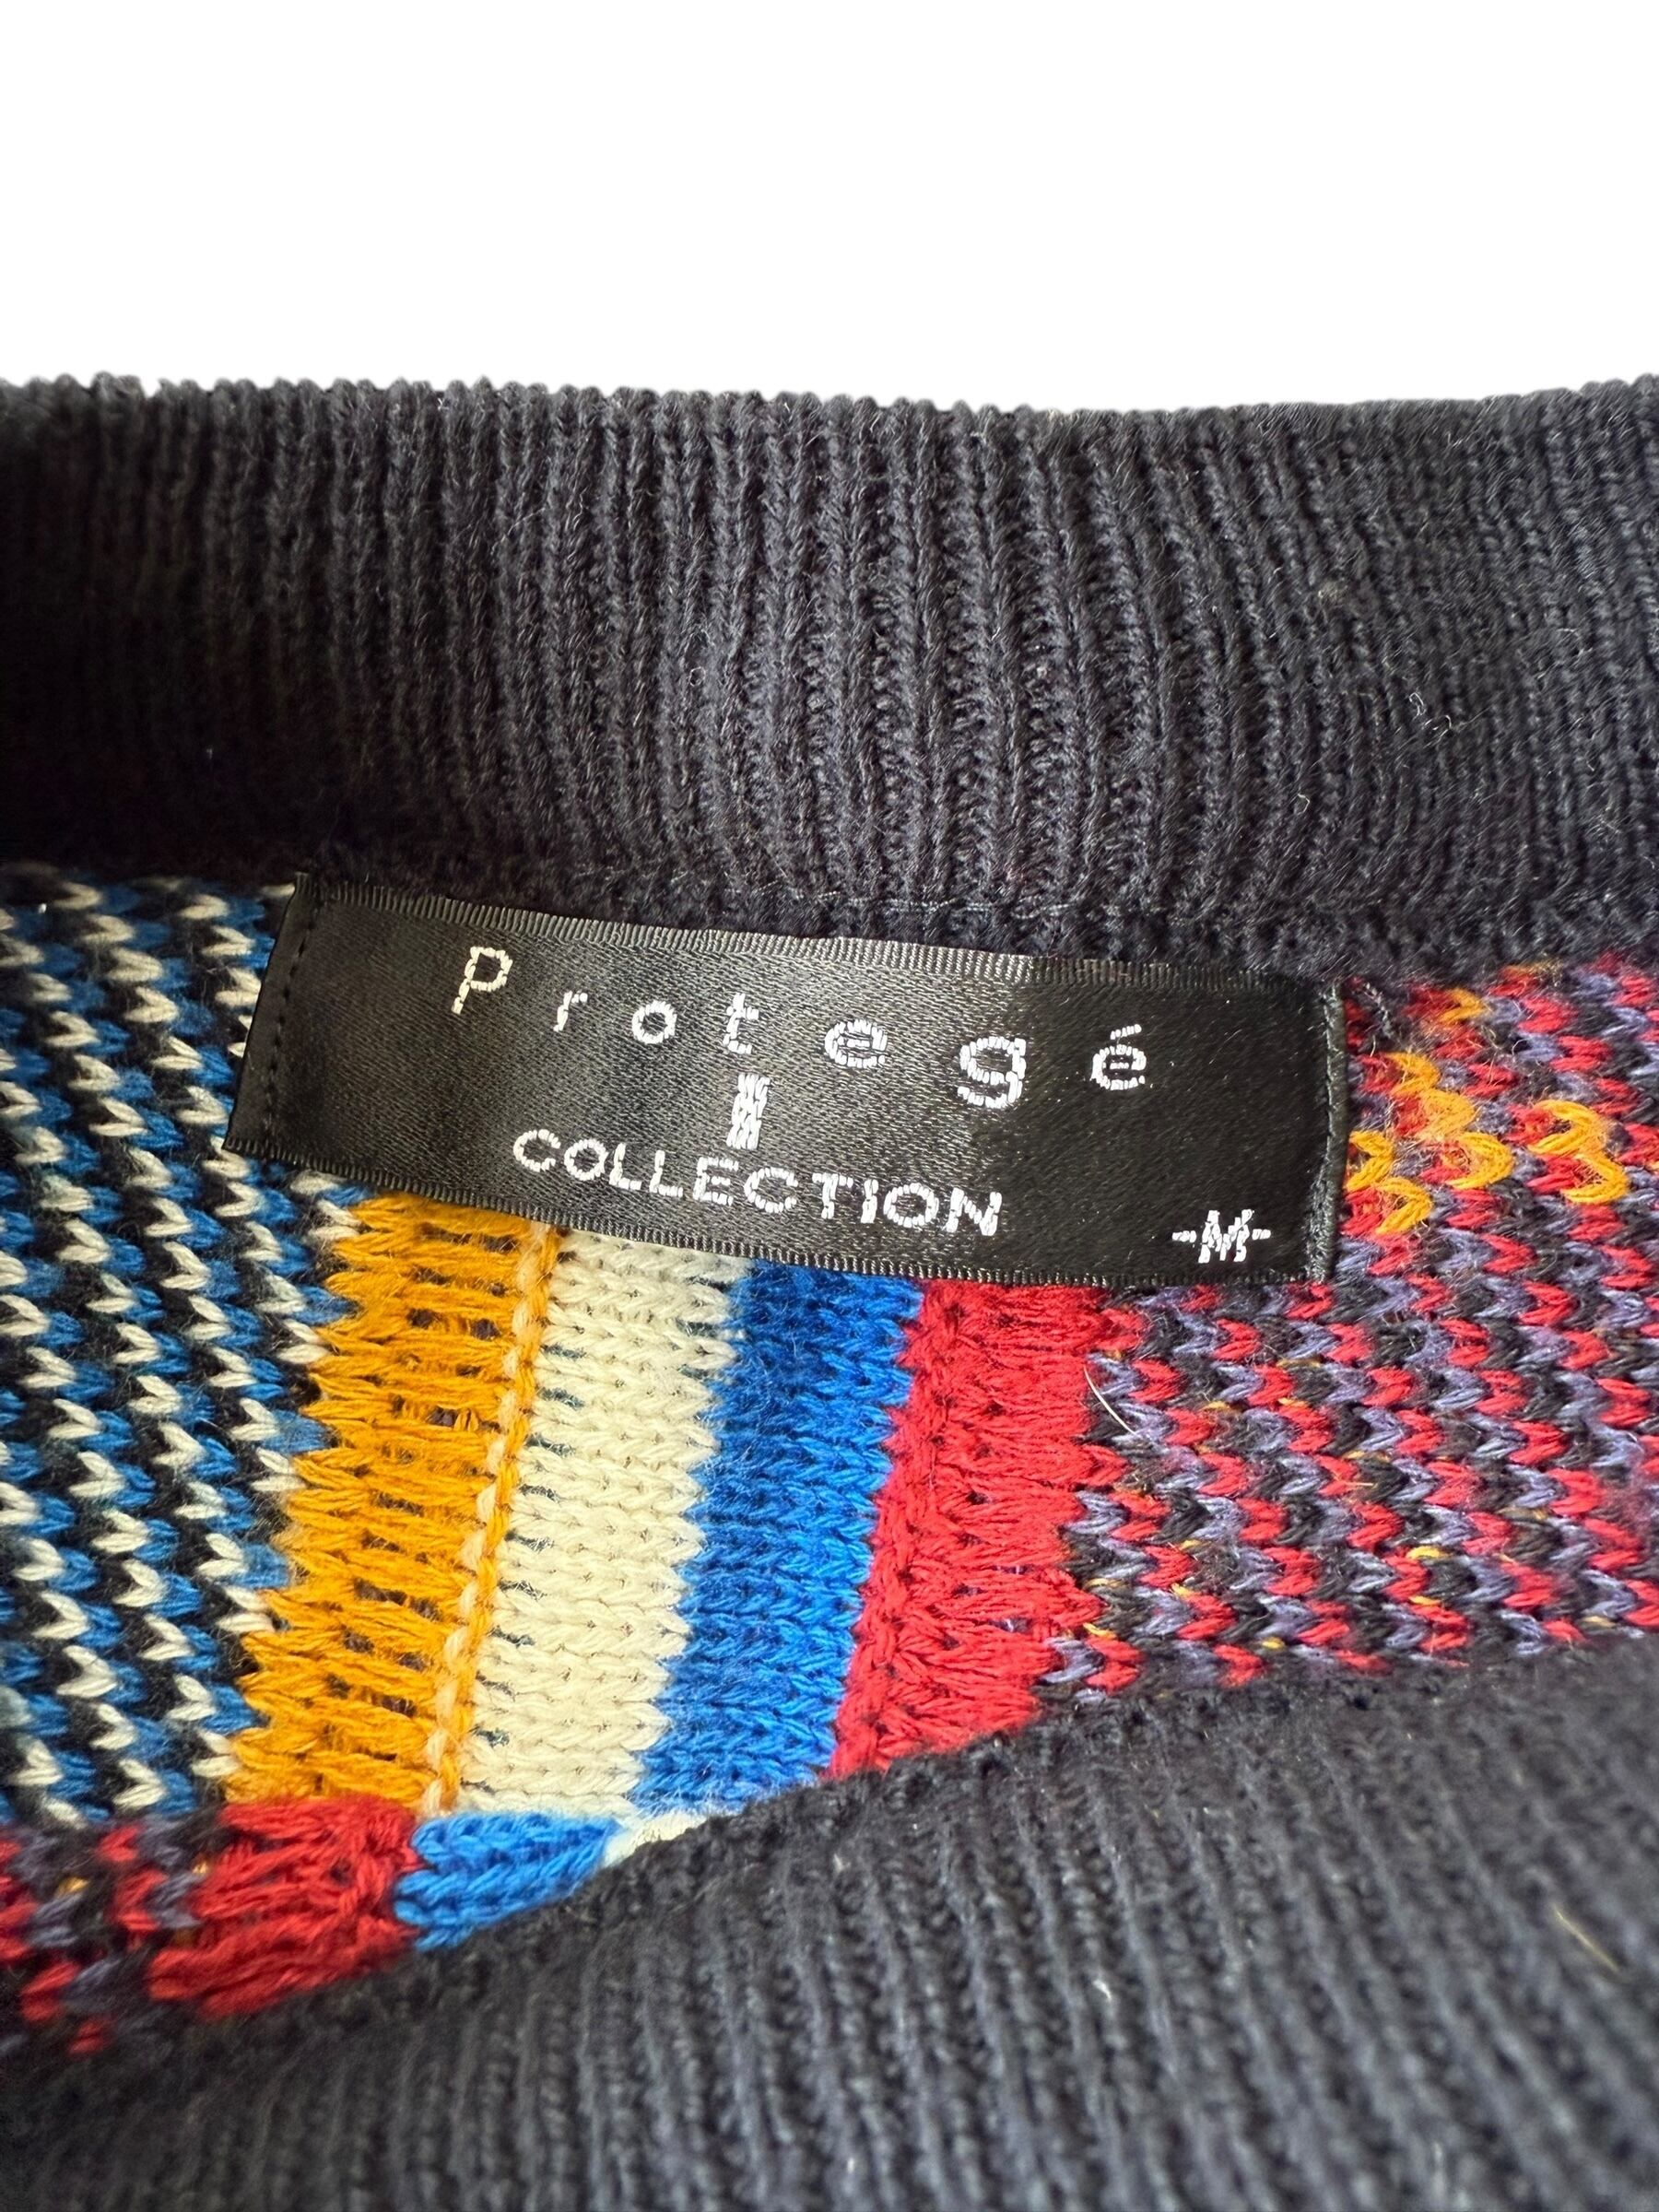 Protegé
COLLECTION
-M-